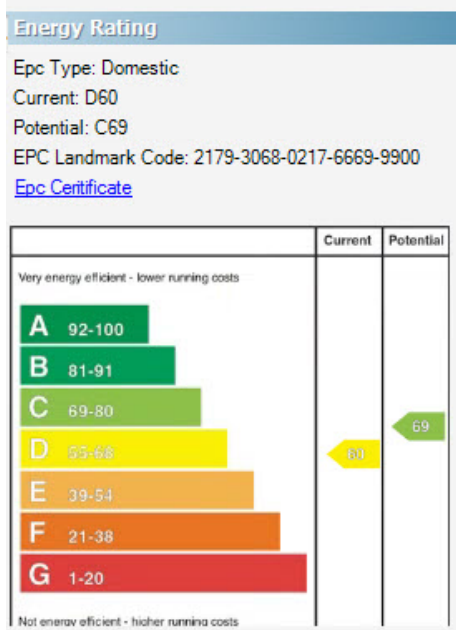 Energy Rating
Epc Type: Domestic
Current: D60
Potential: C69
EPC Landmark Code: 2179-3068-0217-6669-9900
Epc Ceritificate
Current Potential
Very energy efficient - lower running costs
A 92-100
B 81-91
C 69-80
69
D 55-68
60
E 39-54
F 21-38
G 1-20
Not energy efficient - higher running costs